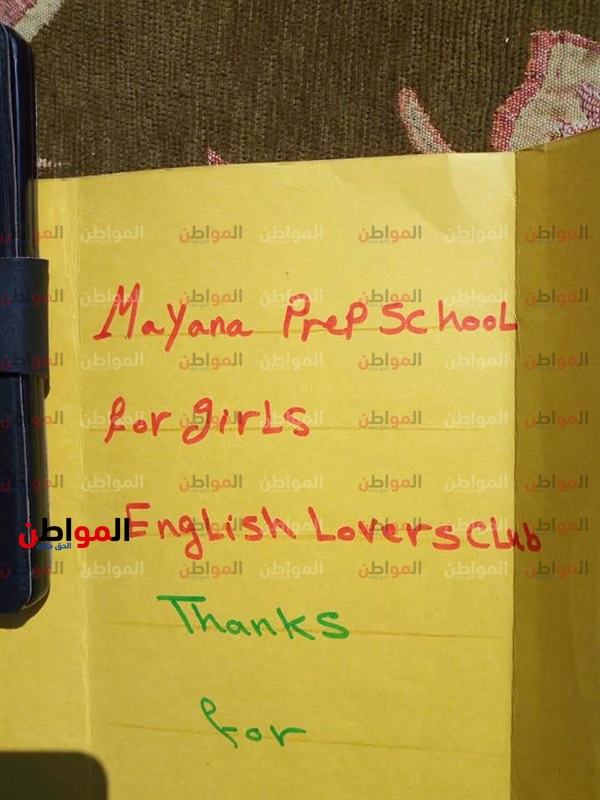 Mayana Prep School
for girls
English Lovers Club
Thanks
for
المواطن